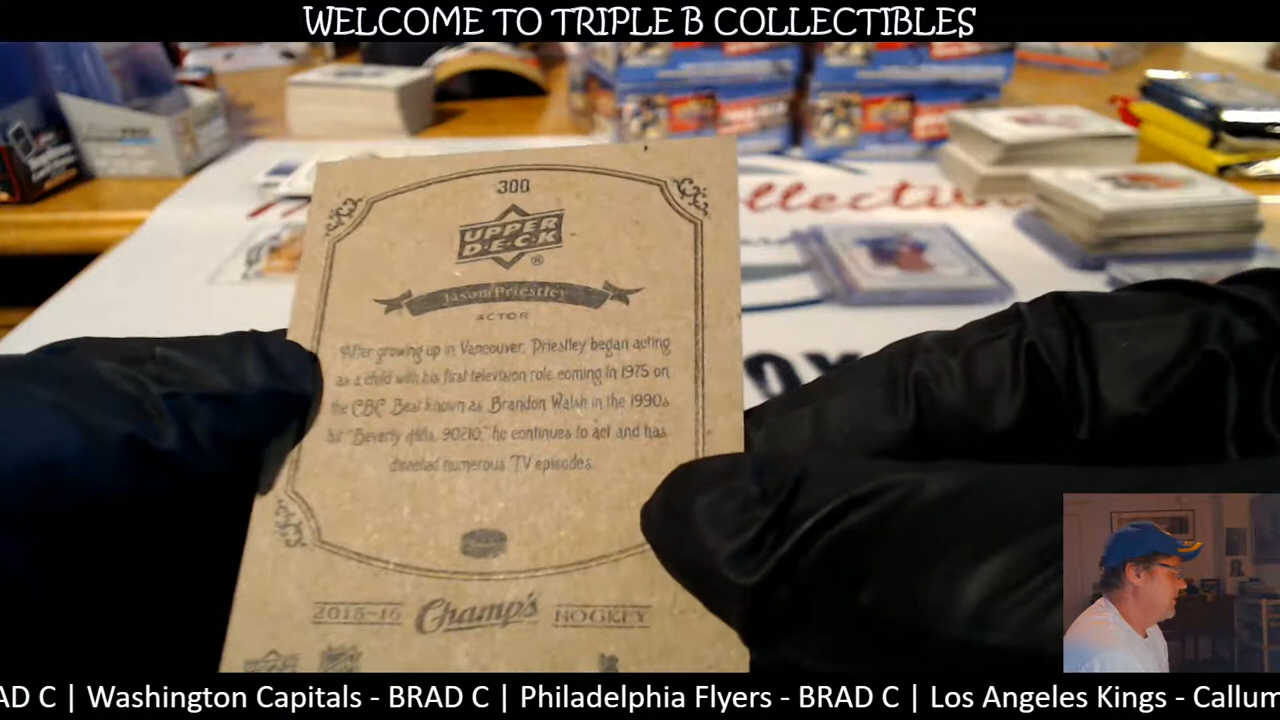 WELCOME TO TRIPLE B COLLECTIBLES
300
UPPER
D.E.C.K
®
Jason Priestley
ACTOR
After growing up in Vancouver, Priestley began acting
as a child with his first television role coming in 1975 on
the CBC. Best known as Brandon Walsh in the 1990s
hit "Beverly Hills, 90210," he continues to act and has
directed numerous TV episodes.
2015-16 Champ's HOCKEY
AD C | Washington Capitals - BRAD C | Philadelphia Flyers - BRAD C | Los Angeles Kings - Callum